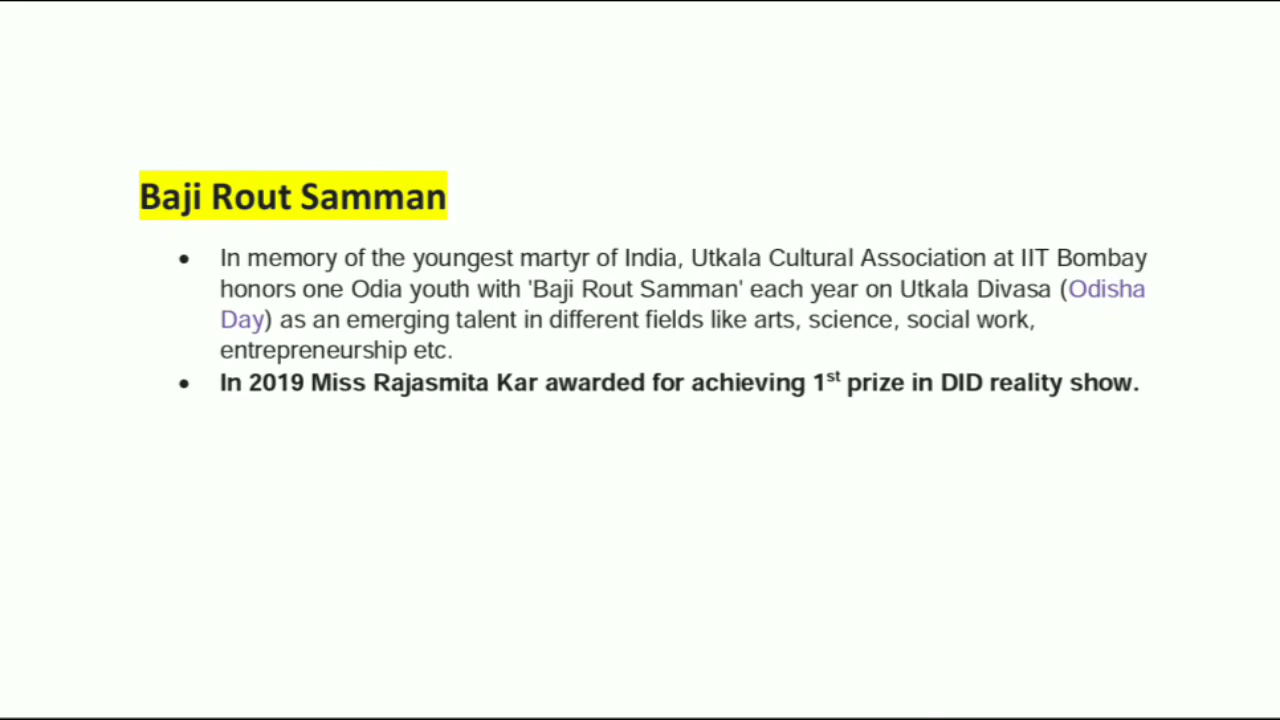 Baji Rout Samman
• In memory of the youngest martyr of India, Utkala Cultural Association at IIT Bombay
honors one Odia youth with 'Baji Rout Samman' each year on Utkala Divasa (Odisha
Day) as an emerging talent in different fields like arts, science, social work,
entrepreneurship etc.
• In 2019 Miss Rajasmita Kar awarded for achieving 1st prize in DID reality show.